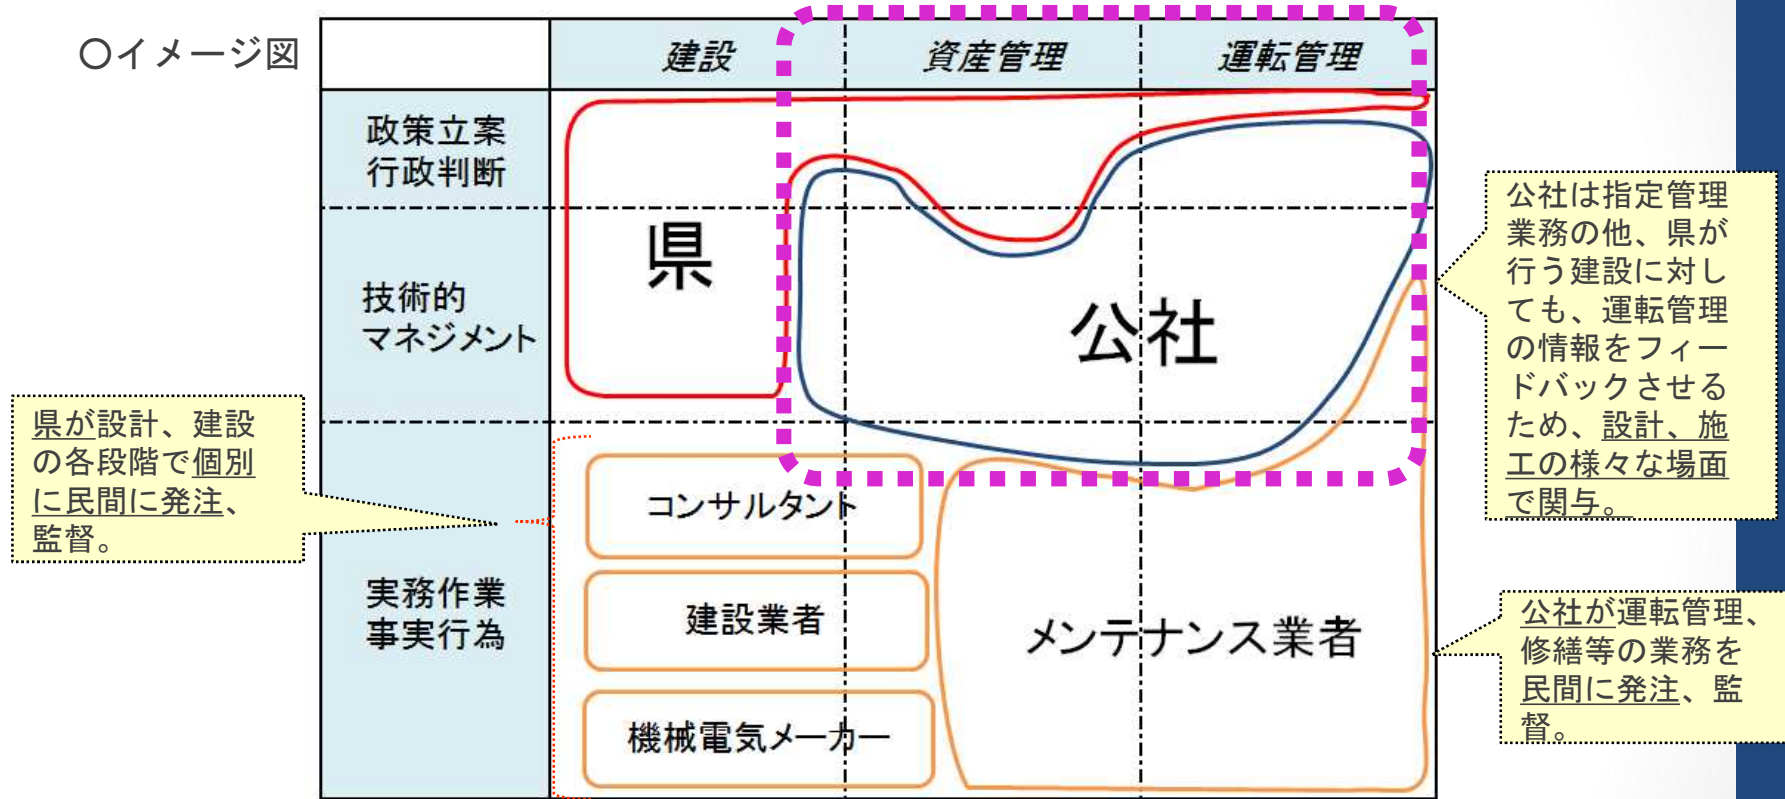 〇イメージ図
建設
資産管理
運転管理
政策立案
行政判断
技術的
マネジメント
実務作業
事実行為
県
公社
コンサルタント
建設業者
機械電気メーカー
メンテナンス業者
県が設計、建設
の各段階で個別
に民間に発注、
監督。
公社は指定管理
業務の他、県が
行う建設に対し
ても、運転管理
の情報をフィー
ドバックさせる
ため、設計、施
工の様々な場面
で関与。
公社が運転管理、
修繕等の業務を
民間に発注、監
督。